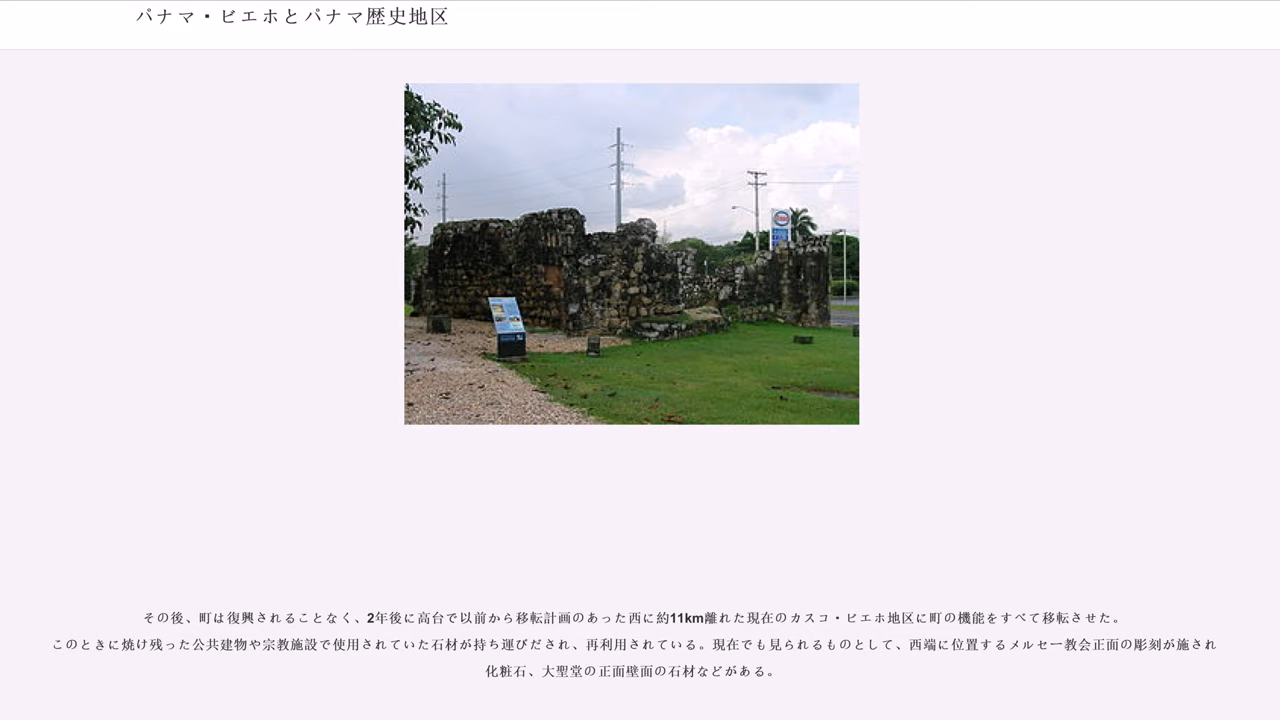 パナマ・ビエホとパナマ歴史地区
その後、町は復興されることなく、2年後に高台で以前から移転計画のあった西に約11km離れた現在のカスコ・ビエホ地区に町の機能をすべて移転させた。
このときに焼け残った公共建物や宗教施設で使用されていた石材が持ち運びだされ、再利用されている。現在でも見られるものとして、西端に位置するメルセー教会正面の彫刻が施され
化粧石、大聖堂の正面壁面の石材などがある。